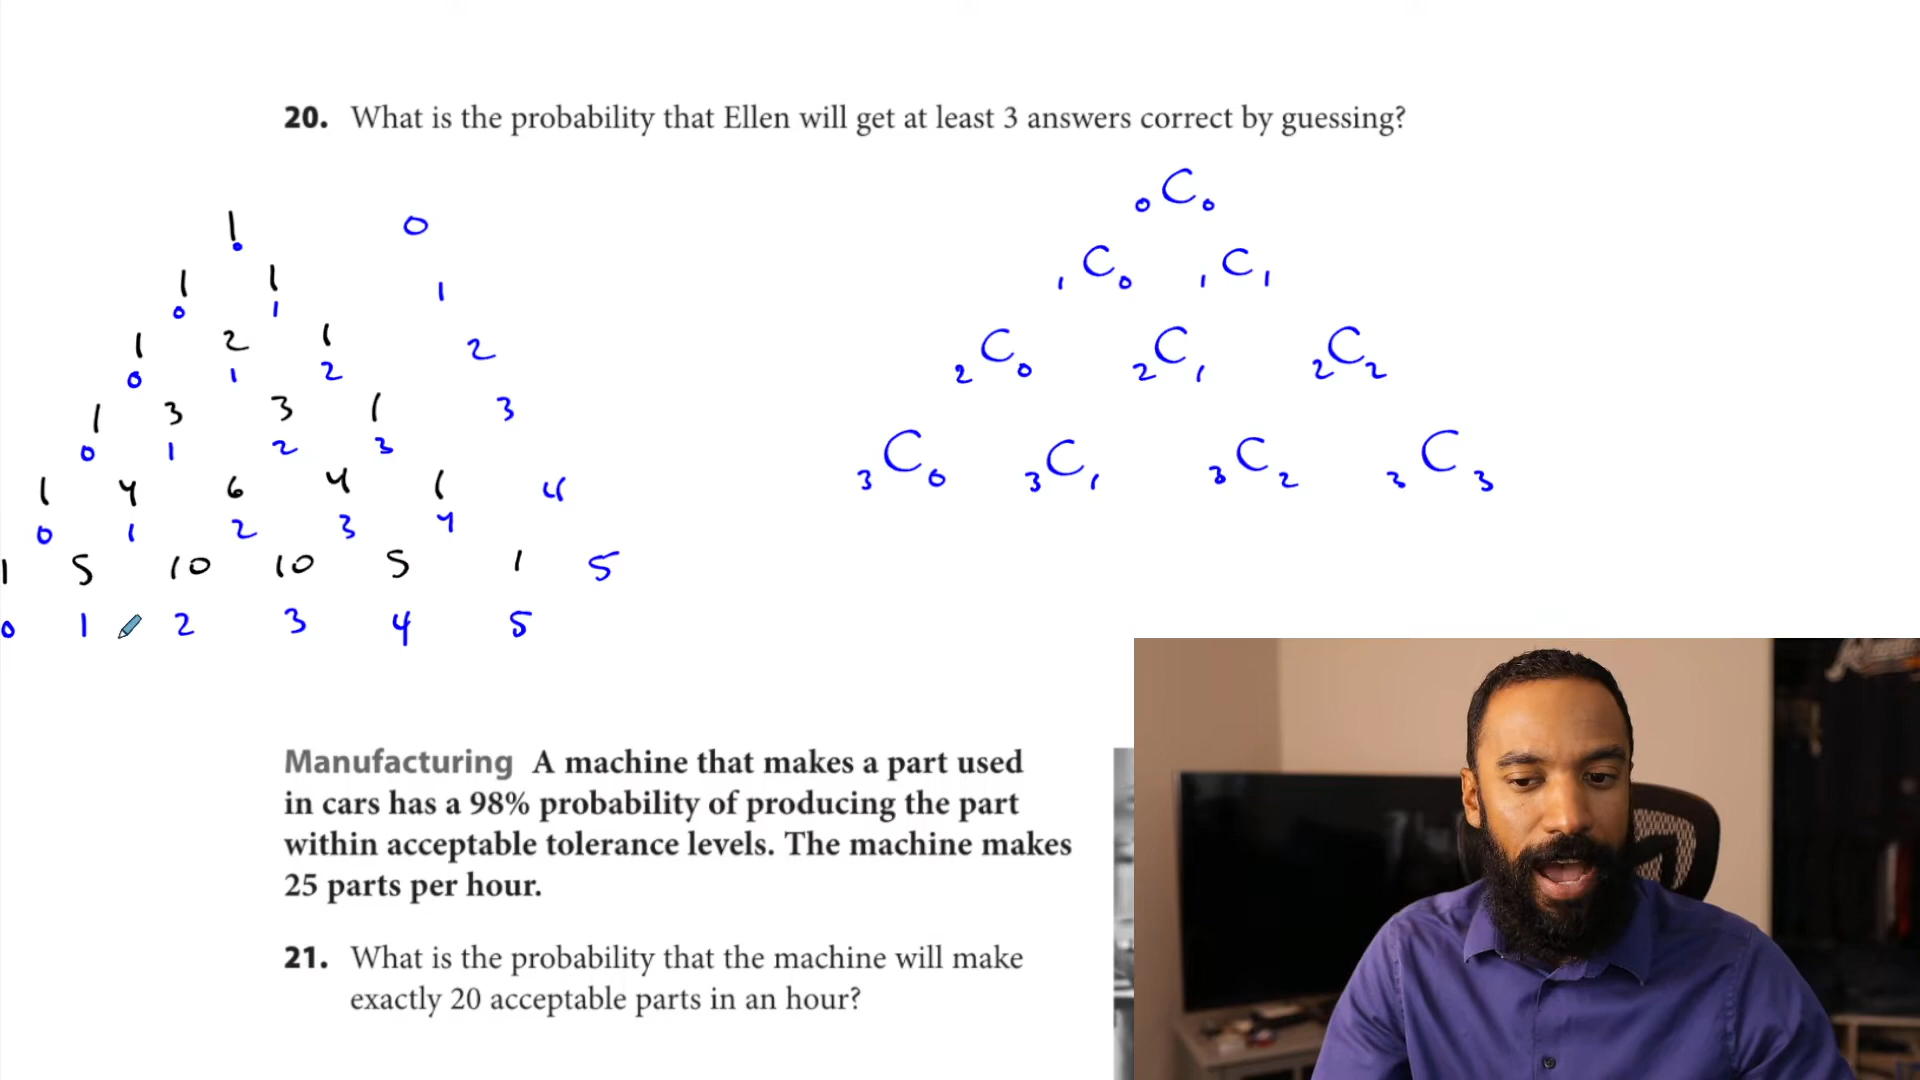 20. What is the probability that Ellen will get at least 3 answers correct by guessing?
1 0
0
1 1 1
0 1
1 2 1 2
0 1 2
1 3 3 1 3
0 1 2 3
1 4 6 4 1 4
0 1 2 3 4
1 5 10 10 5 1 5
0 1 2 3 4 5
0C0
1C0 1C1
2C0 2C1 2C2
3C0 3C1 3C2 3C3
Manufacturing A machine that makes a part used
in cars has a 98% probability of producing the part
within acceptable tolerance levels. The machine makes
25 parts per hour.
21. What is the probability that the machine will make
exactly 20 acceptable parts in an hour?